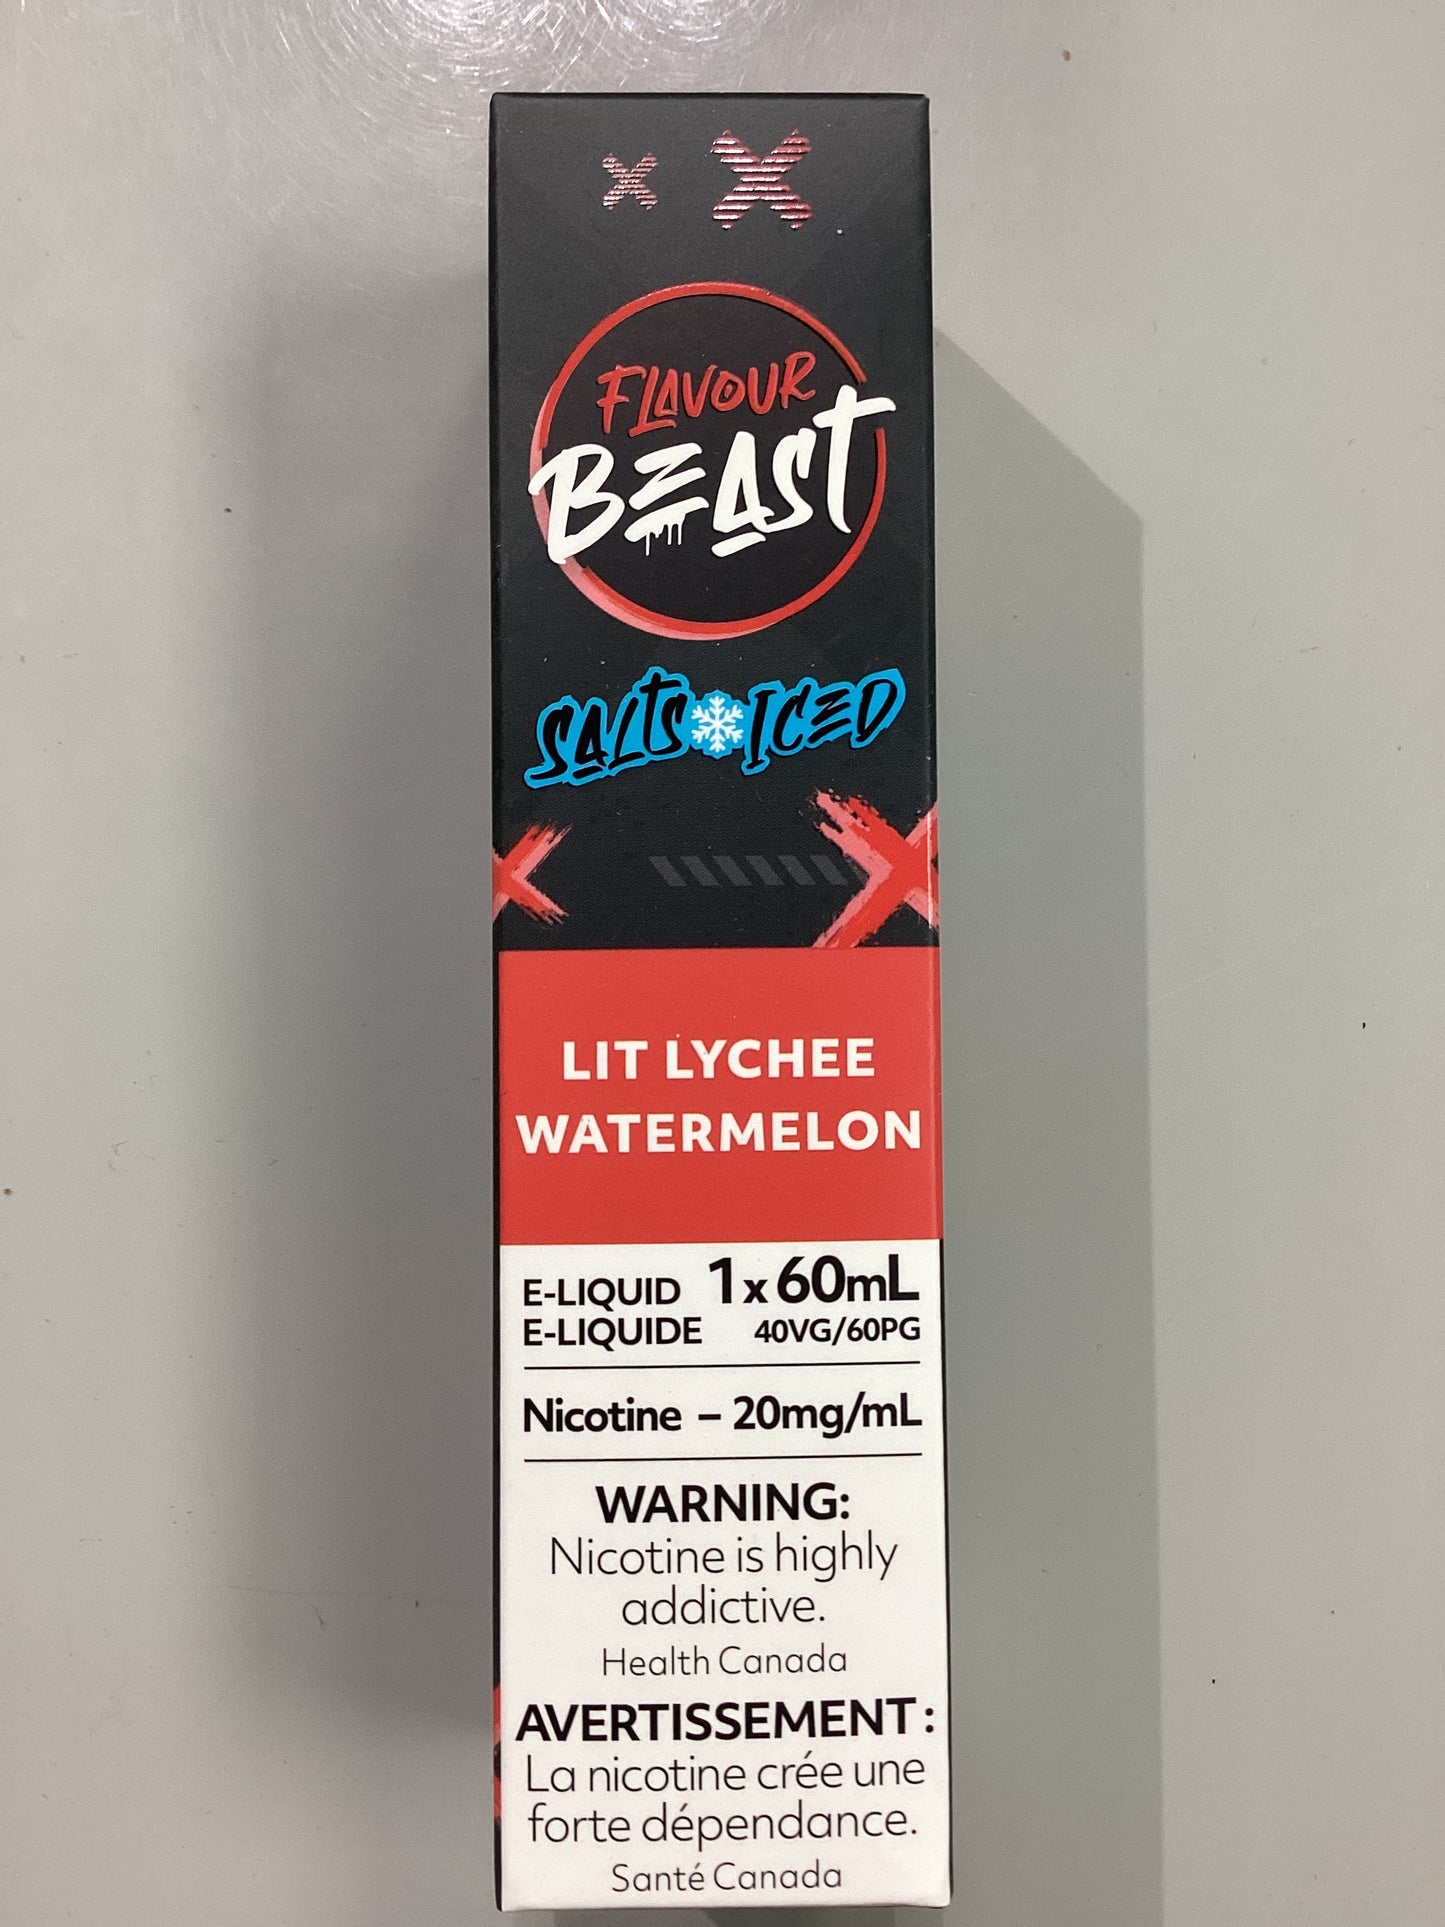 FLAVOUR
BEAST
SALTS ICED
LIT LYCHEE
WATERMELON
E-LIQUID 1x60mL
E-LIQUIDE 40VG/60PG
Nicotine – 20mg/mL
WARNING:
Nicotine is highly
addictive.
Health Canada
AVERTISSEMENT :
La nicotine crée une
forte dépendance.
Santé Canada